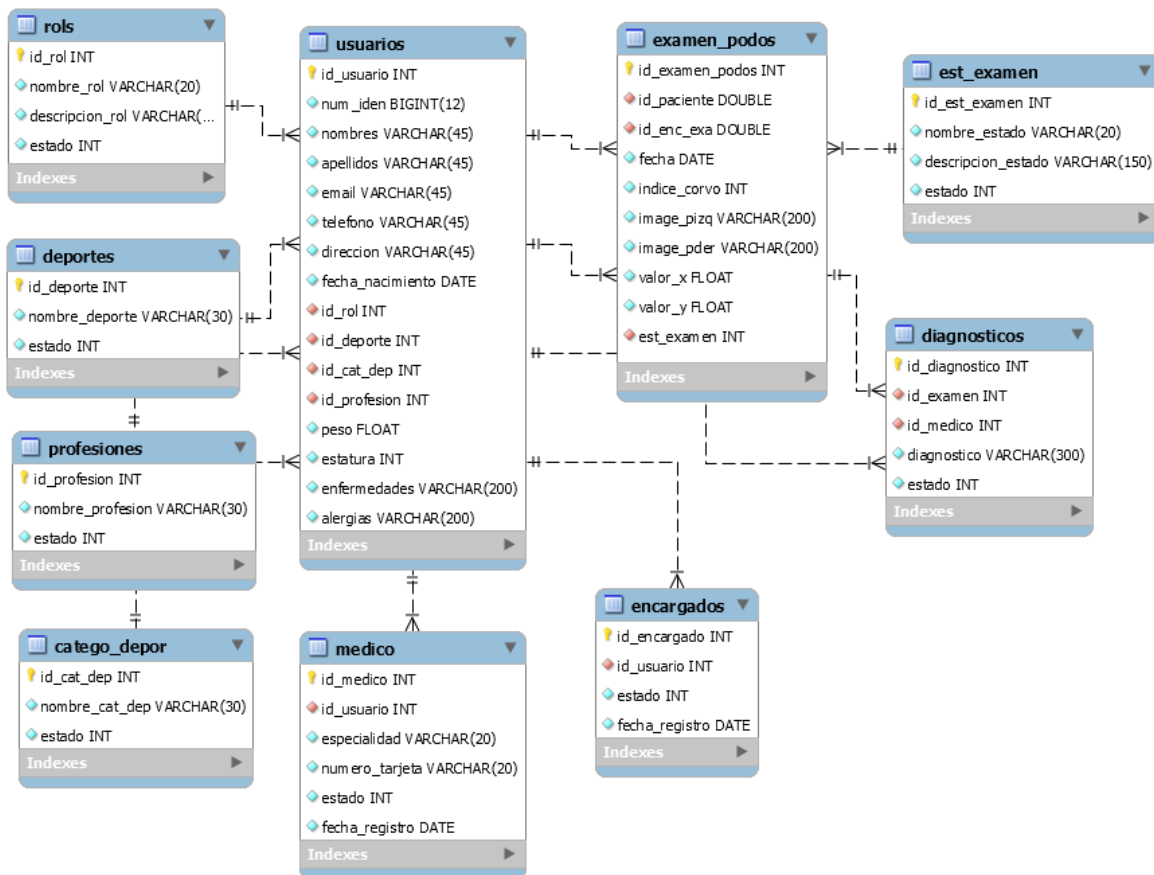 rols
id_rol INT
nombre_rol VARCHAR(20)
descripcion_rol VARCHAR(...
estado INT
Indexes
deportes
id_deporte INT
nombre_deporte VARCHAR(30)
estado INT
Indexes
profesiones
id_profesion INT
nombre_profesion VARCHAR(30)
estado INT
Indexes
catego_depor
id_cat_dep INT
nombre_cat_dep VARCHAR(30)
estado INT
Indexes
usuarios
id_usuario INT
num_iden BIGINT(12)
nombres VARCHAR(45)
apellidos VARCHAR(45)
email VARCHAR(45)
telefono VARCHAR(45)
direccion VARCHAR(45)
fecha_nacimiento DATE
id_rol INT
id_deporte INT
id_cat_dep INT
id_profesion INT
peso FLOAT
estatura INT
enfermedades VARCHAR(200)
alergias VARCHAR(200)
Indexes
medico
id_medico INT
id_usuario INT
especialidad VARCHAR(20)
numero_tarjeta VARCHAR(20)
estado INT
fecha_registro DATE
Indexes
examen_podos
id_examen_podos INT
id_paciente DOUBLE
id_enc_exa DOUBLE
fecha DATE
indice_corvo INT
image_pizq VARCHAR(200)
image_pder VARCHAR(200)
valor_x FLOAT
valor_y FLOAT
est_examen INT
Indexes
encargados
id_encargado INT
id_usuario INT
estado INT
fecha_registro DATE
Indexes
est_examen
id_est_examen INT
nombre_estado VARCHAR(20)
descripcion_estado VARCHAR(150)
estado INT
Indexes
diagnosticos
id_diagnostico INT
id_examen INT
id_medico INT
diagnostico VARCHAR(300)
estado INT
Indexes